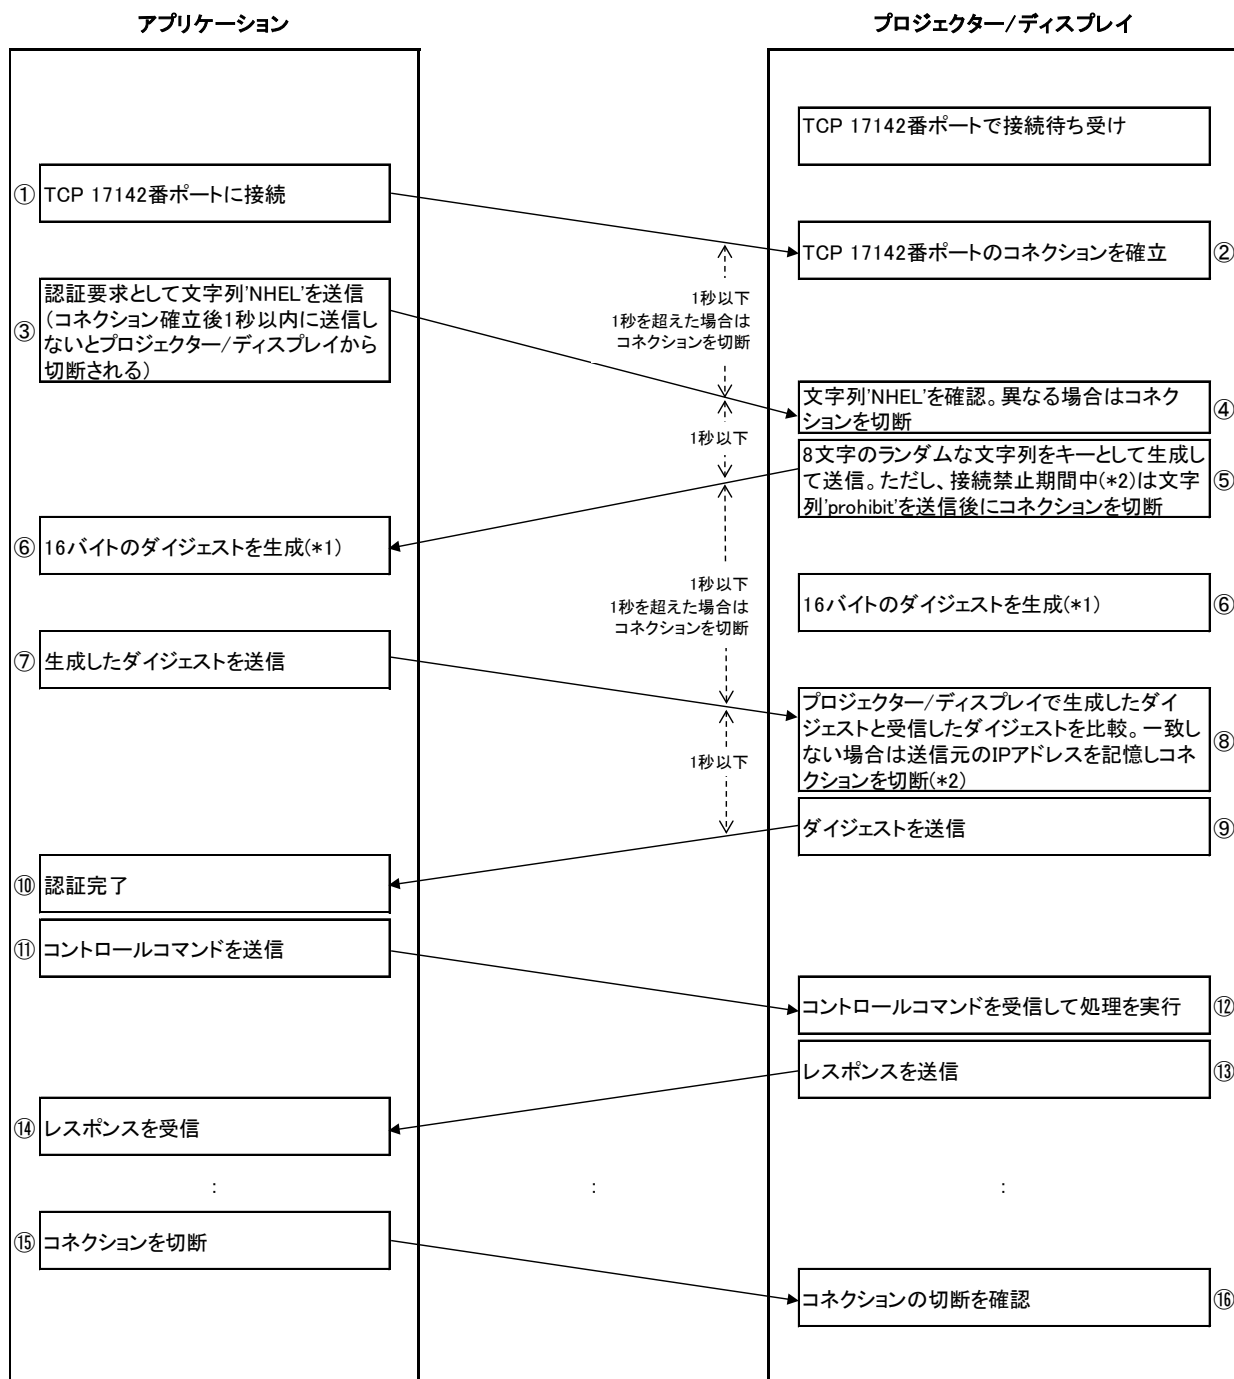 アプリケーション
プロジェクター/ディスプレイ
TCP 17142番ポートで接続待ち受け
① TCP 17142番ポートに接続
TCP 17142番ポートのコネクションを確立 ②
1秒以下
1秒を超えた場合は
コネクションを切断
③ 認証要求として文字列'NHEL'を送信
(コネクション確立後1秒以内に送信し
ないとプロジェクター/ディスプレイから
切断される)
文字列'NHEL'を確認。異なる場合はコネク
ションを切断 ④
1秒以下
8文字のランダムな文字列をキーとして生成し
て送信。ただし、接続禁止期間中(*2)は文字
列'prohibit'を送信後にコネクションを切断 ⑤
⑥ 16バイトのダイジェストを生成(*1)
1秒以下
1秒を超えた場合は
コネクションを切断
16バイトのダイジェストを生成(*1) ⑥
⑦ 生成したダイジェストを送信
プロジェクター/ディスプレイで生成したダイ
ジェストと受信したダイジェストを比較。一致し
ない場合は送信元のIPアドレスを記憶しコネ
クションを切断(*2) ⑧
1秒以下
ダイジェストを送信 ⑨
⑩ 認証完了
⑪ コントロールコマンドを送信
コントロールコマンドを受信して処理を実行 ⑫
レスポンスを送信 ⑬
⑭ レスポンスを受信
: : :
⑮ コネクションを切断
コネクションの切断を確認 ⑯